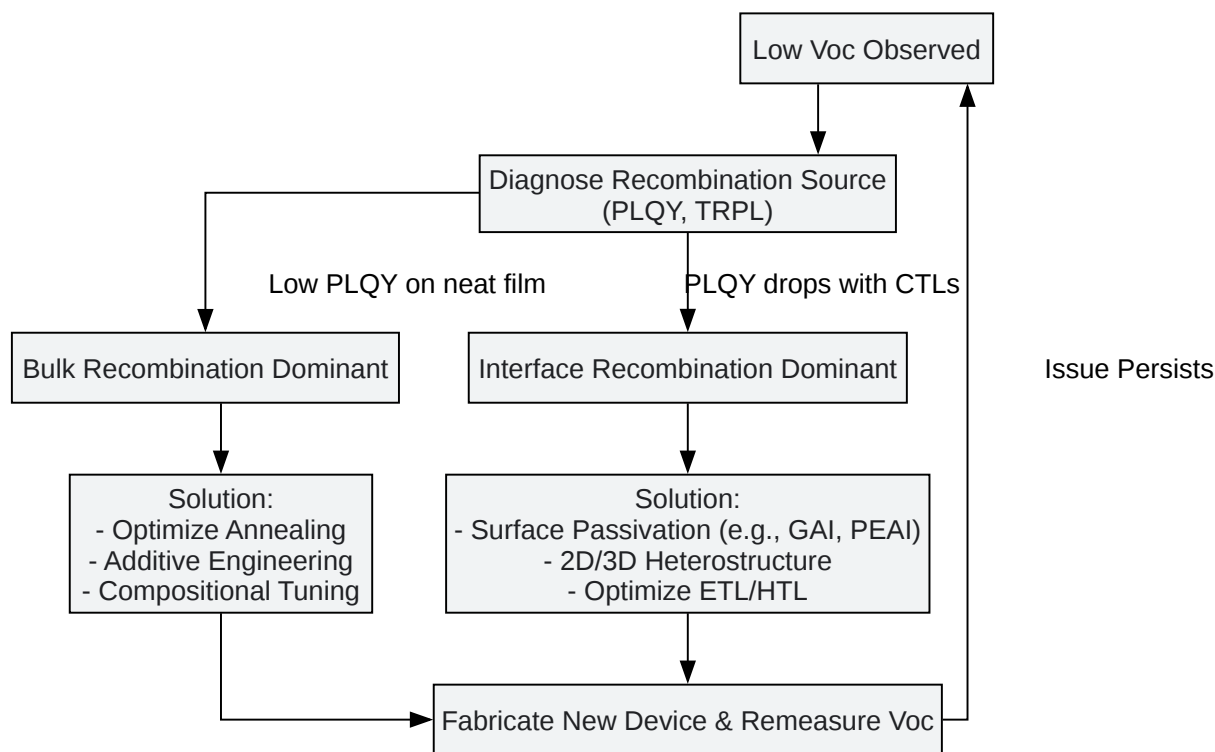 Low Voc Observed
Diagnose Recombination Source
(PLQY, TRPL)
Low PLQY on neat film
PLQY drops with CTLs
Bulk Recombination Dominant
Interface Recombination Dominant
Issue Persists
Solution:
- Optimize Annealing
- Additive Engineering
- Compositional Tuning
Solution:
- Surface Passivation (e.g., GAI, PEAI)
- 2D/3D Heterostructure
- Optimize ETL/HTL
Fabricate New Device & Remeasure Voc